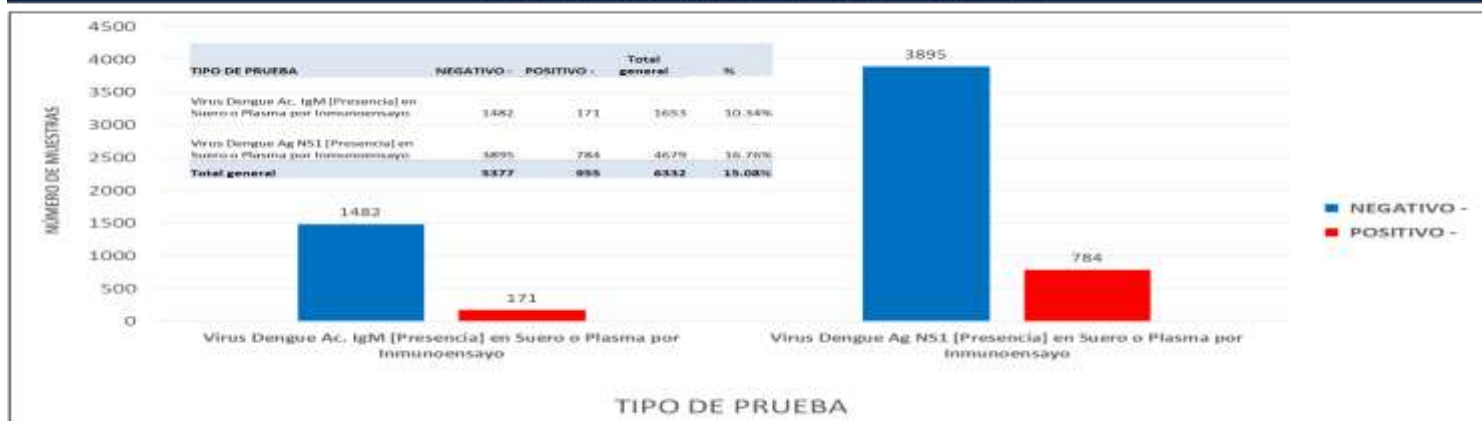 4500
4000
3500
3000
2500
2000
1500
1000
500
0
NÚMERO DE MUESTRAS
TIPO DE PRUEBA NEGATIVO - POSITIVO - Total general %
Virus Dengue Ac. IgM [Presencia] en
Suero o Plasma por Inmunoensayo 1482 171 1653 10.34%
Virus Dengue Ag NS1 [Presencia] en
Suero o Plasma por Inmunoensayo 3895 784 4679 16.76%
Total general 5377 955 6332 15.08%
1482
171
3895
784
Virus Dengue Ac. IgM [Presencia] en Suero o Plasma por
Inmunoensayo
Virus Dengue Ag NS1 [Presencia] en Suero o Plasma por
Inmunoensayo
TIPO DE PRUEBA
NEGATIVO -
POSITIVO -